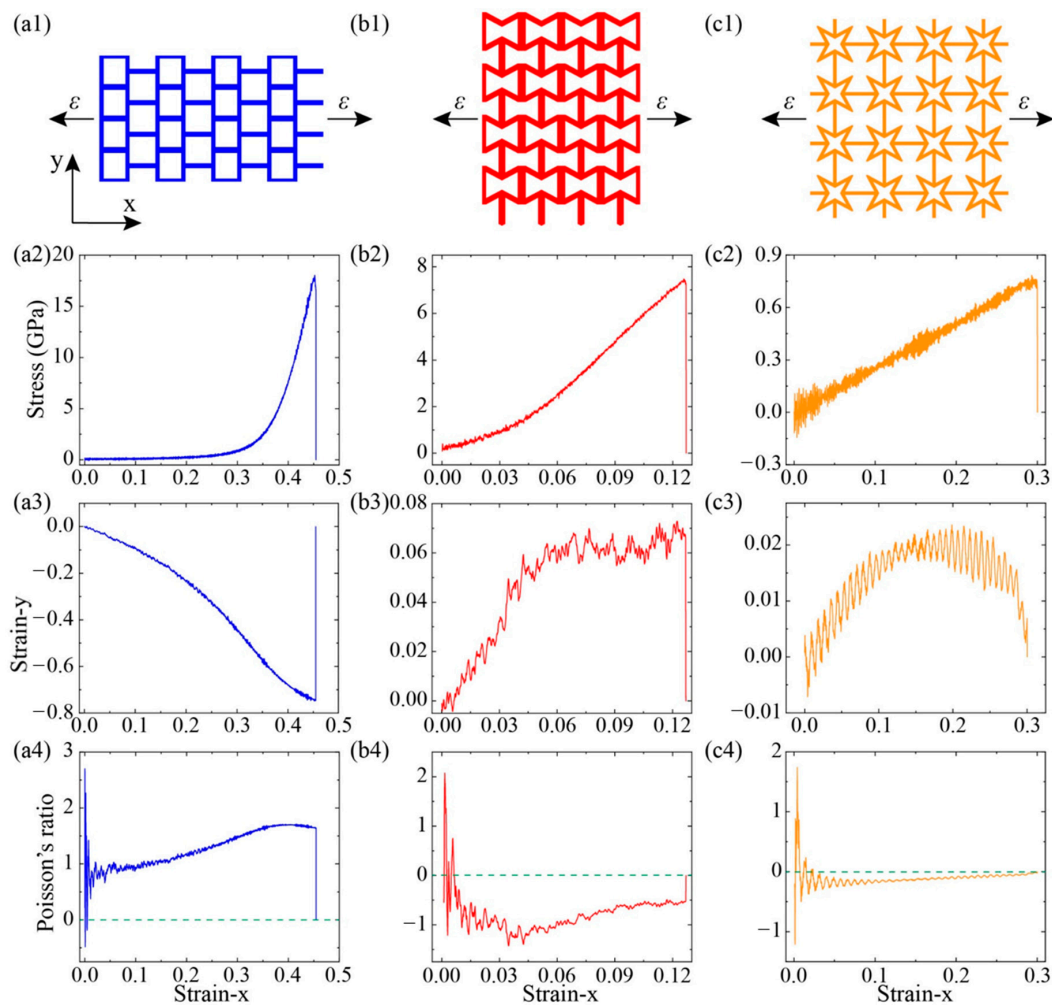 (a1)
(b1)
(c1)
ε
ε
ε
ε
ε
ε
y
x
(a2)
20
15
10
5
0
Stress (GPa)
0.0 0.1 0.2 0.3 0.4 0.5
(b2)
8
6
4
2
0
0.00 0.03 0.06 0.09 0.12
(c2)
0.9
0.6
0.3
0.0
−0.3
0.0 0.1 0.2 0.3
(a3)
0.0
−0.2
−0.4
−0.6
−0.8
Strain-y
0.0 0.1 0.2 0.3 0.4 0.5
(b3)
0.08
0.06
0.04
0.02
0.00
0.00 0.03 0.06 0.09 0.12
(c3)
0.02
0.01
0.00
−0.01
0.0 0.1 0.2 0.3
(a4)
3
2
1
0
Poisson's ratio
0.0 0.1 0.2 0.3 0.4 0.5
Strain-x
(b4)
2
1
0
−1
0.00 0.03 0.06 0.09 0.12
Strain-x
(c4)
2
1
0
−1
0.0 0.1 0.2 0.3
Strain-x